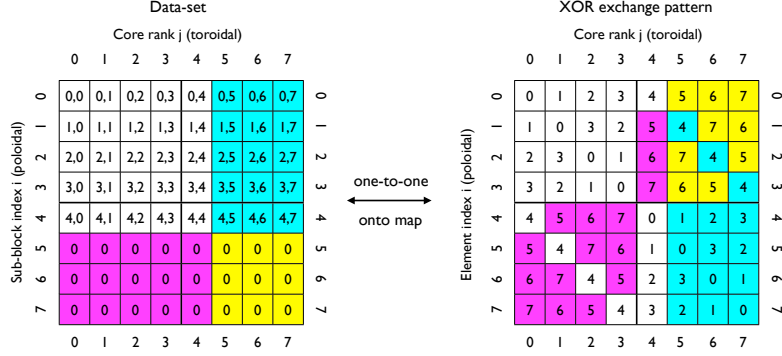 Data-set
Core rank j (toroidal)
0 1 2 3 4 5 6 7
Sub-block index i (poloidal)
0 0,0 0,1 0,2 0,3 0,4 0,5 0,6 0,7 0
1 1,0 1,1 1,2 1,3 1,4 1,5 1,6 1,7 1
2 2,0 2,1 2,2 2,3 2,4 2,5 2,6 2,7 2
3 3,0 3,1 3,2 3,3 3,4 3,5 3,6 3,7 3
4 4,0 4,1 4,2 4,3 4,4 4,5 4,6 4,7 4
5 0 0 0 0 0 0 0 0 5
6 0 0 0 0 0 0 0 0 6
7 0 0 0 0 0 0 0 0 7
0 1 2 3 4 5 6 7
one-to-one
onto map
XOR exchange pattern
Core rank j (toroidal)
0 1 2 3 4 5 6 7
Element index i (poloidal)
0 0 1 2 3 4 5 6 7 0
1 1 0 3 2 5 4 7 6 1
2 2 3 0 1 6 7 4 5 2
3 3 2 1 0 7 6 5 4 3
4 4 5 6 7 0 1 2 3 4
5 5 4 7 6 1 0 3 2 5
6 6 7 4 5 2 3 0 1 6
7 7 6 5 4 3 2 1 0 7
0 1 2 3 4 5 6 7